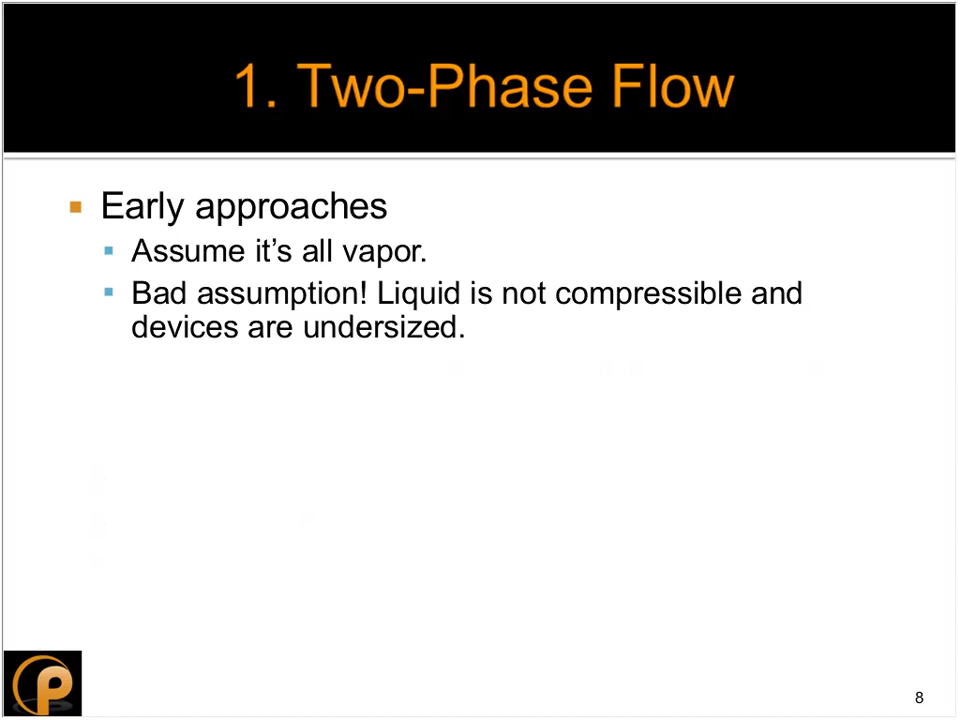 1. Two-Phase Flow
Early approaches
Assume it’s all vapor.
Bad assumption! Liquid is not compressible and
devices are undersized.
P
8